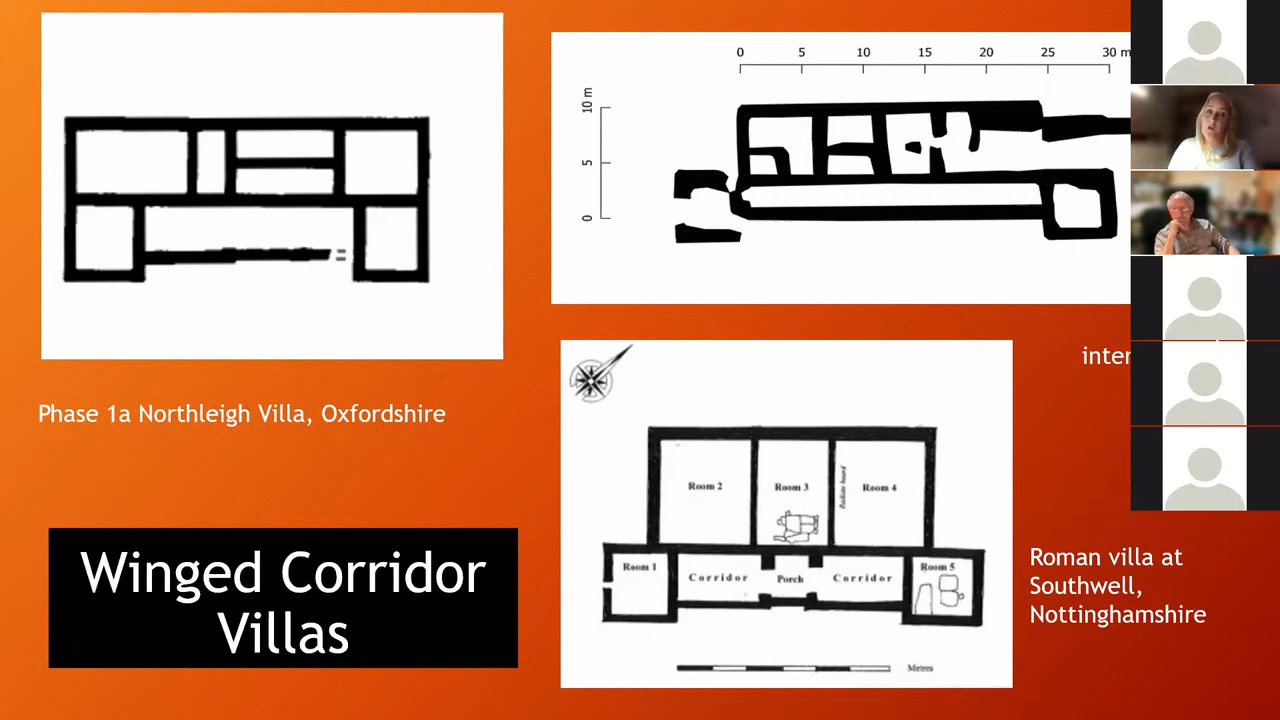 0 5 10 15 20 25 30 m
10 m
5
0
Phase 1a Northleigh Villa, Oxfordshire
inter
Room 2
Room 3
Room 4
Room 1
Corridor
Porch
Corridor
Room 5
Metres
Winged Corridor
Villas
Roman villa at
Southwell,
Nottinghamshire